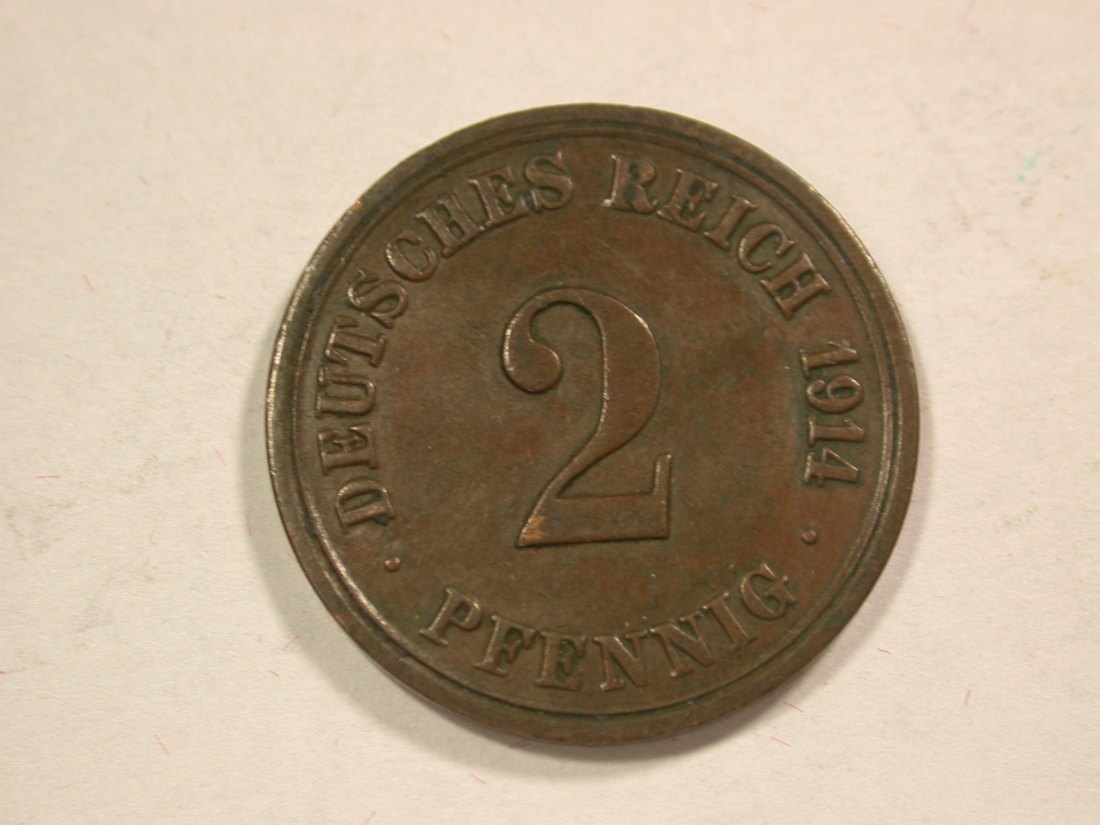 DEUTSCHES REICH 1914
2
PFENNIG